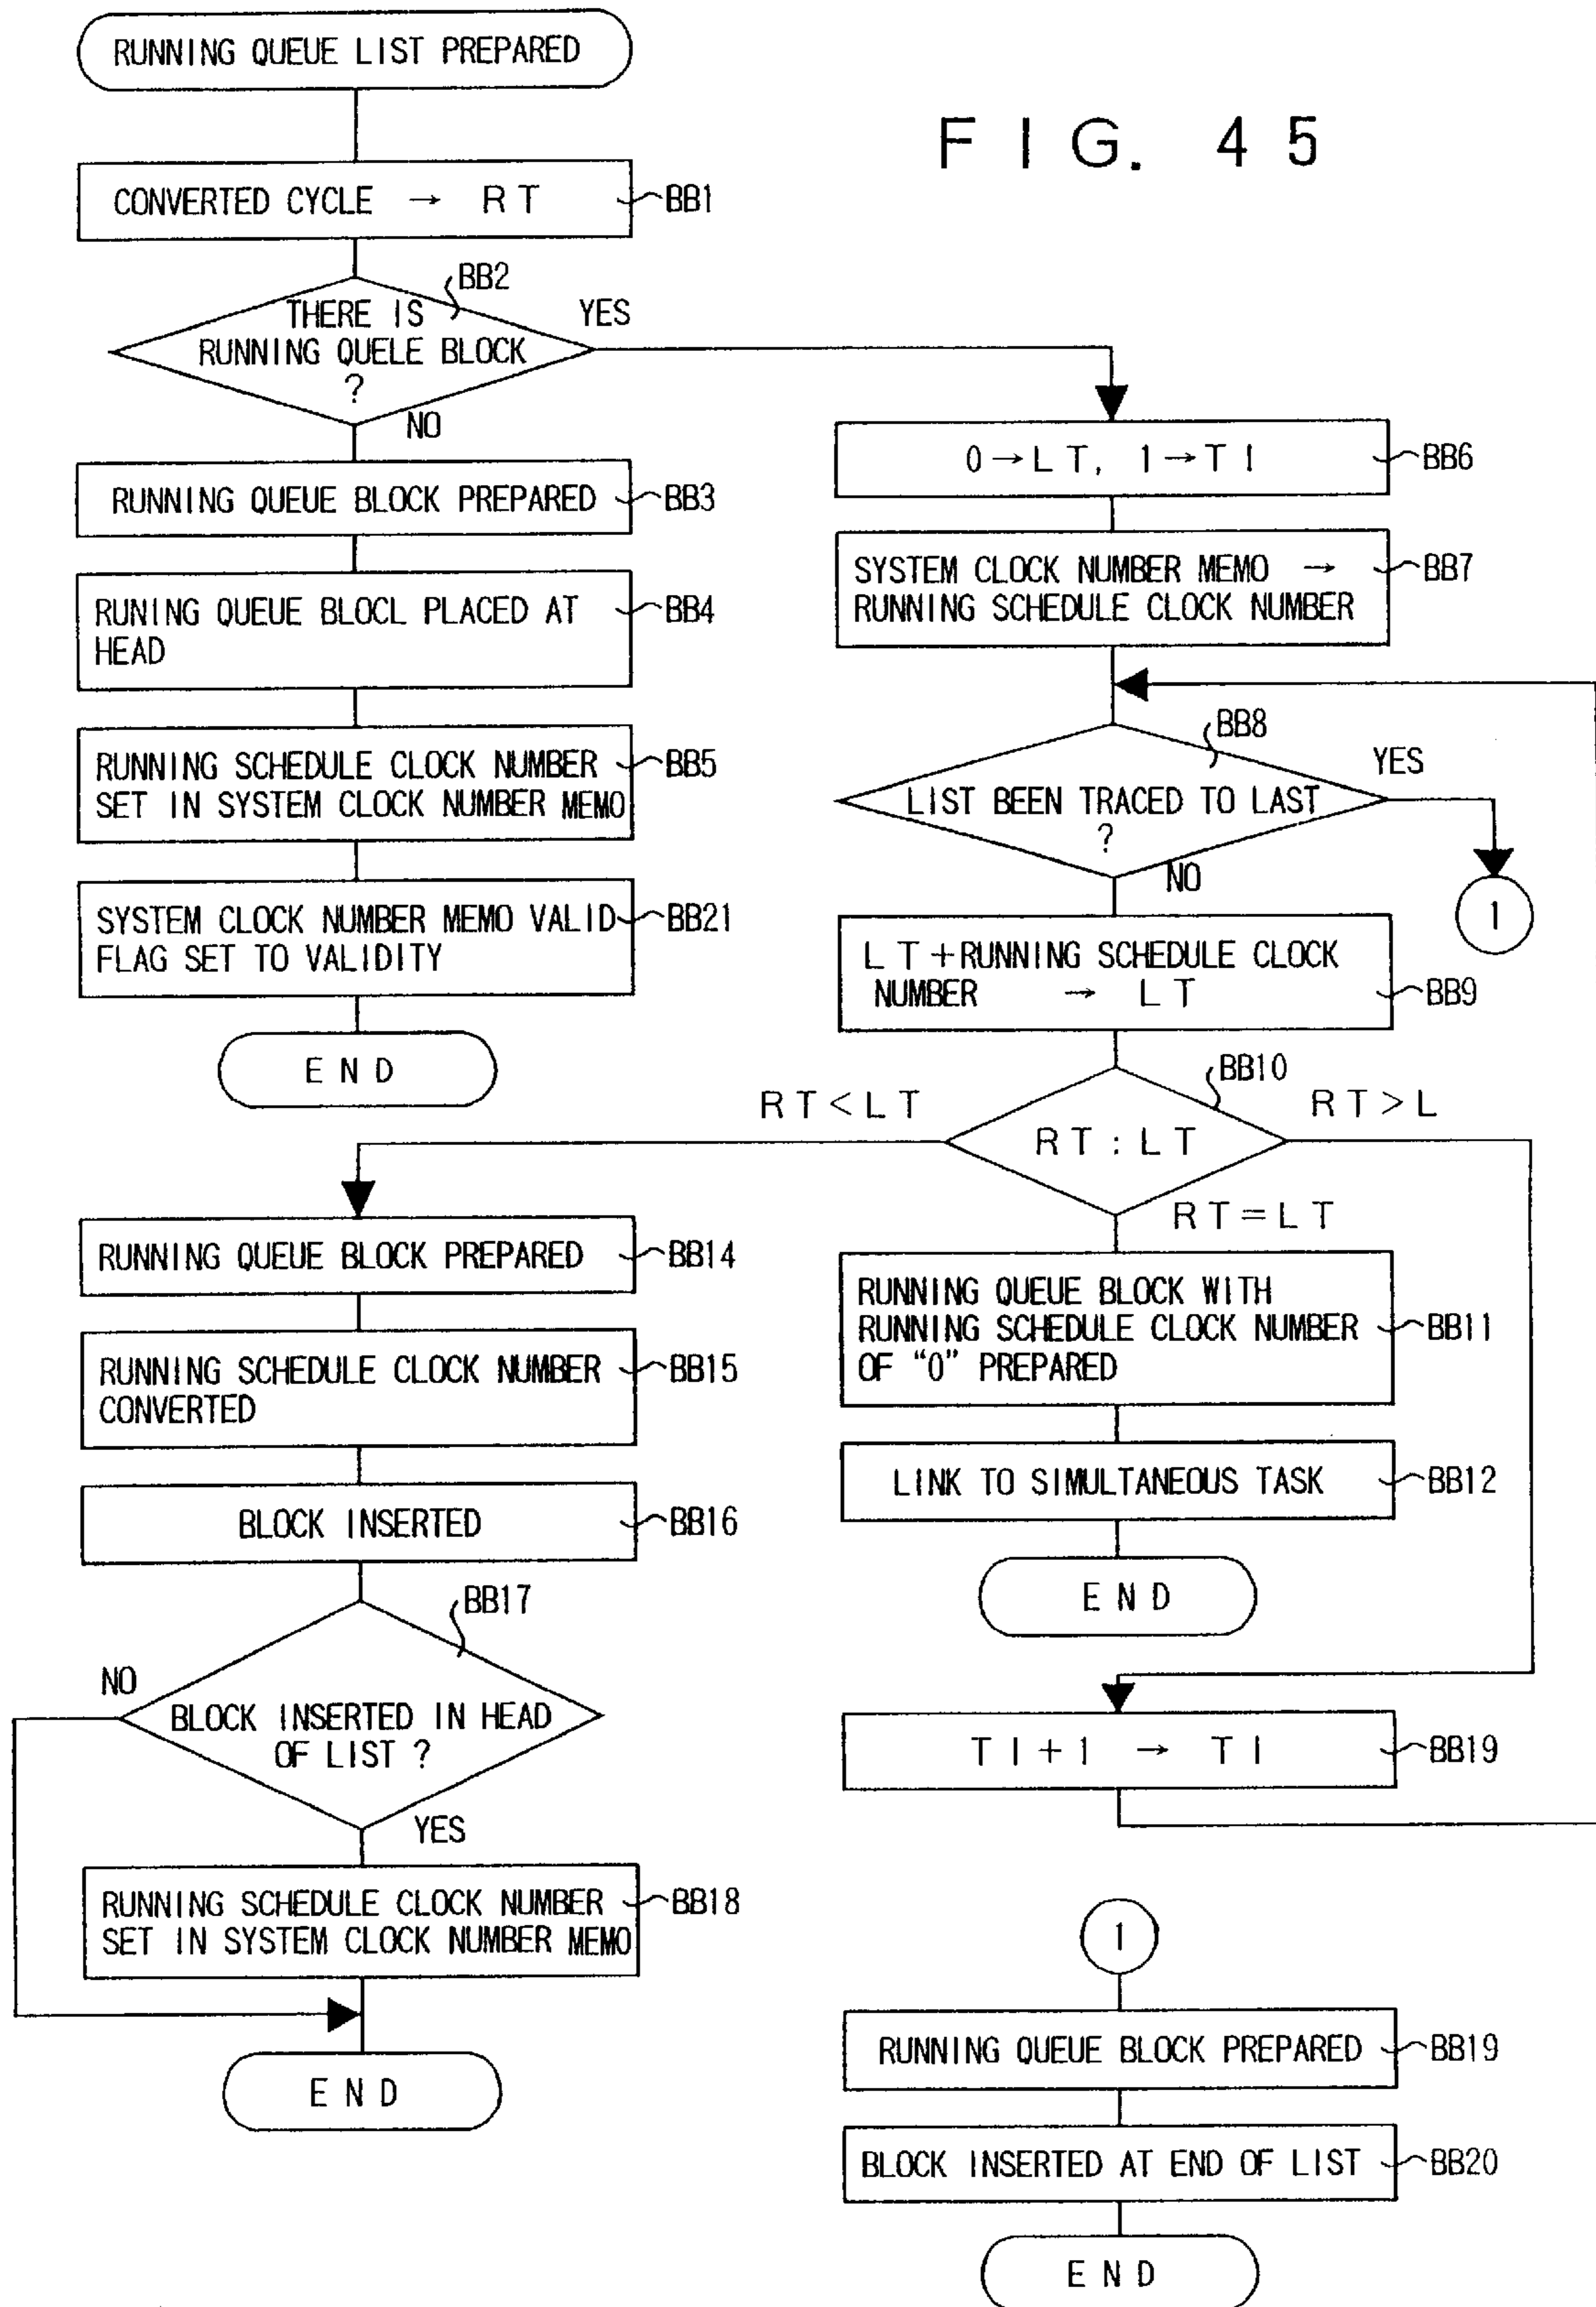 RUNNING QUEUE LIST PREPARED
FIG. 45
CONVERTED CYCLE → RT
BB1
BB2
THERE IS
RUNNING QUELE BLOCK
?
YES
NO
RUNNING QUEUE BLOCK PREPARED
BB3
RUNING QUEUE BLOCL PLACED AT
HEAD
BB4
RUNNING SCHEDULE CLOCK NUMBER
SET IN SYSTEM CLOCK NUMBER MEMO
BB5
SYSTEM CLOCK NUMBER MEMO VALID
FLAG SET TO VALIDITY
BB21
END
0→LT, 1→TI
BB6
SYSTEM CLOCK NUMBER MEMO →
RUNNING SCHEDULE CLOCK NUMBER
BB7
BB8
LIST BEEN TRACED TO LAST
?
YES
1
NO
LT+RUNNING SCHEDULE CLOCK
NUMBER → LT
BB9
BB10
RT<LT
RT:LT
RT>L
RT=LT
RUNNING QUEUE BLOCK WITH
RUNNING SCHEDULE CLOCK NUMBER
OF "0" PREPARED
BB11
LINK TO SIMULTANEOUS TASK
BB12
END
RUNNING QUEUE BLOCK PREPARED
BB14
RUNNING SCHEDULE CLOCK NUMBER
CONVERTED
BB15
BLOCK INSERTED
BB16
BB17
NO
BLOCK INSERTED IN HEAD
OF LIST ?
YES
RUNNING SCHEDULE CLOCK NUMBER
SET IN SYSTEM CLOCK NUMBER MEMO
BB18
END
TI+1 → TI
BB19
1
RUNNING QUEUE BLOCK PREPARED
BB19
BLOCK INSERTED AT END OF LIST
BB20
END